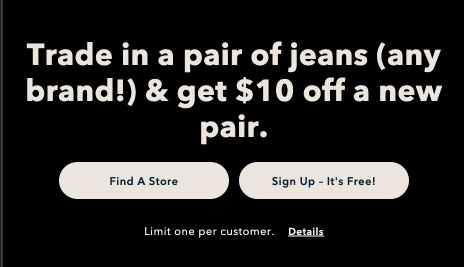 Trade in a pair of jeans (any
brand!) & get $10 off a new
pair.
Find A Store
Sign Up - It's Free!
Limit one per customer. Details